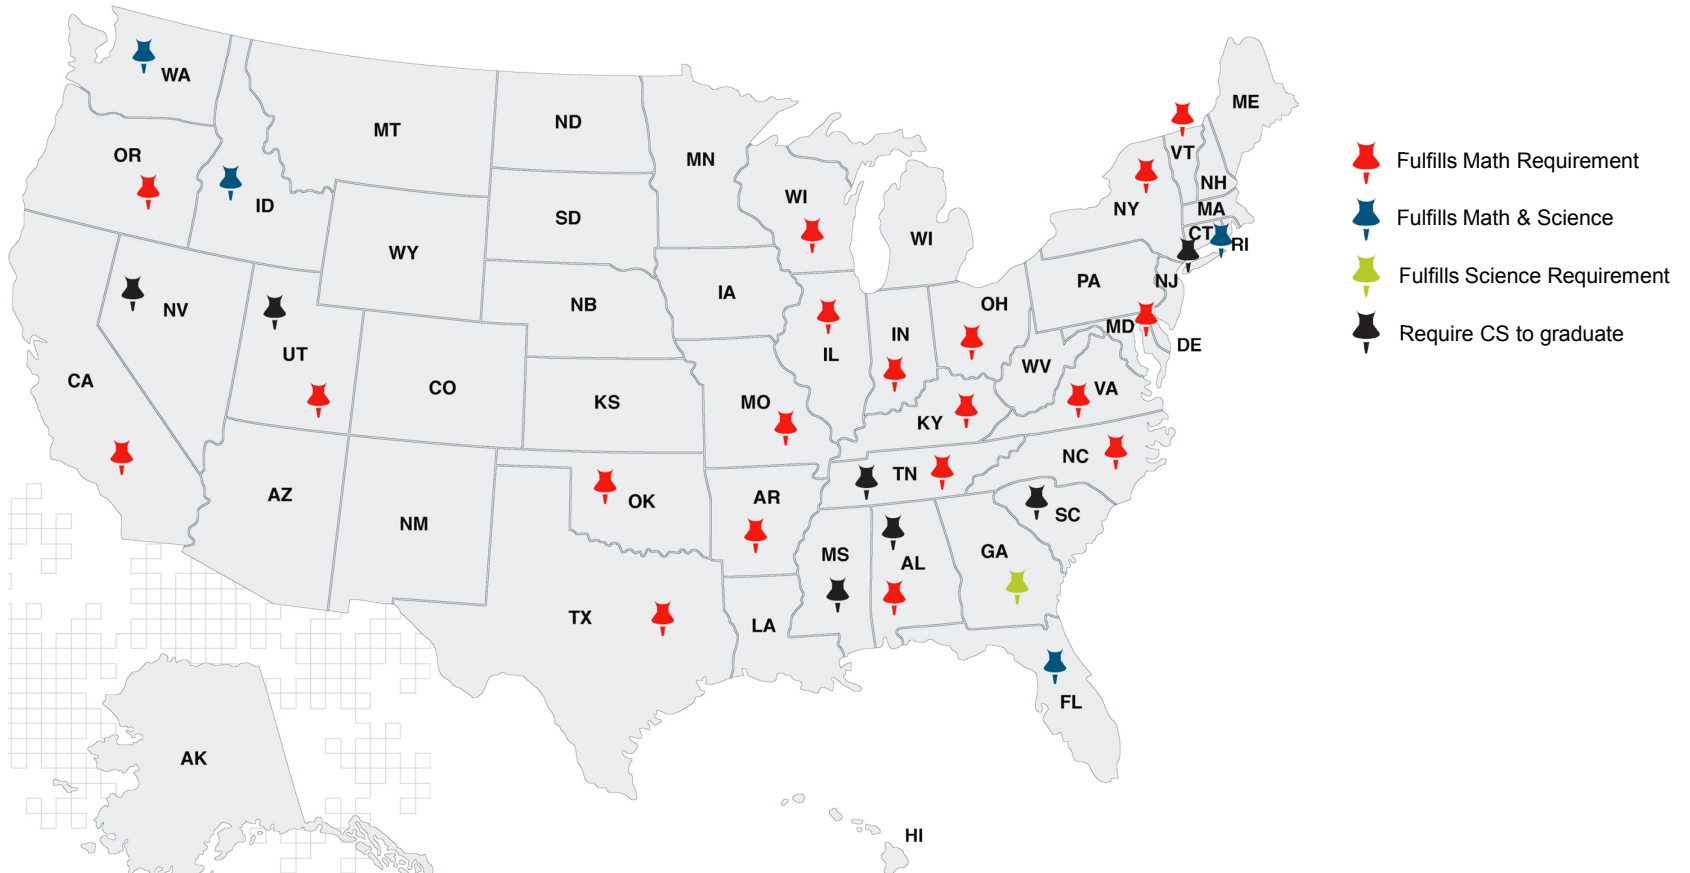 WA
MT
ND
MN
ME
OR
ID
SD
WI
WI
VT
NH
NY
MA
CT
RI
WY
NB
IA
PA
NJ
NV
UT
CO
KS
MO
IL
IN
OH
MD
DE
WV
VA
KY
CA
AZ
NM
OK
AR
TN
NC
SC
TX
LA
MS
AL
GA
FL
AK
HI
Fulfills Math Requirement
Fulfills Math & Science
Fulfills Science Requirement
Require CS to graduate